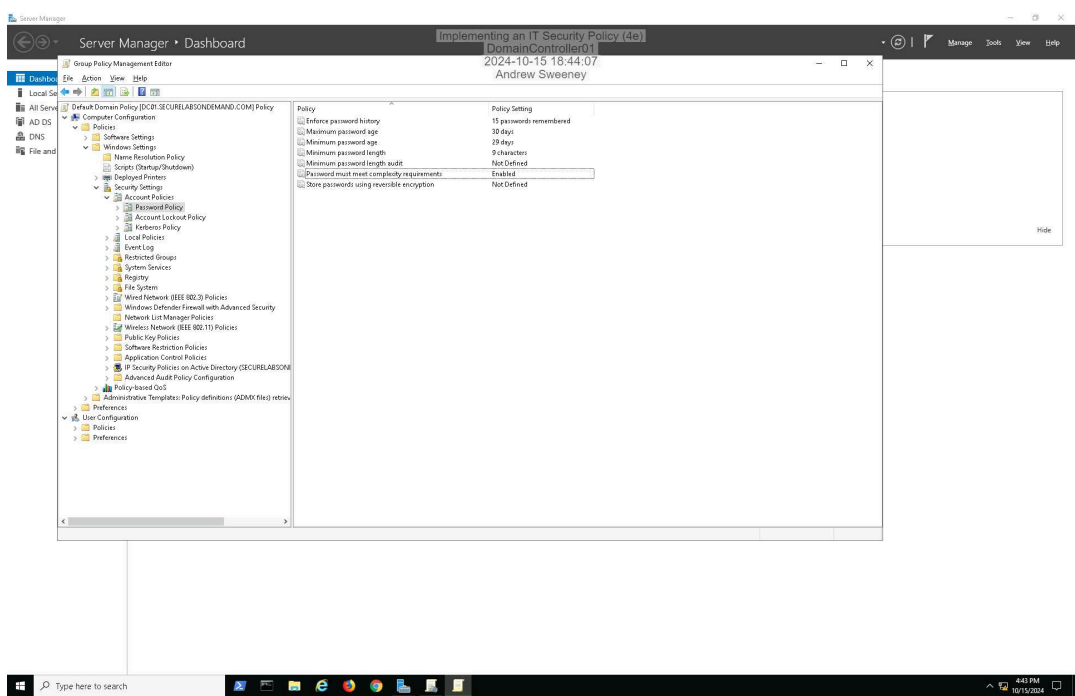 Server Manager
Implementing an IT Security Policy (4e)
Server Manager • Dashboard
DomainController01
Manage Tools View Help
2024-10-15 18:44:07
Andrew Sweeney
Group Policy Management Editor
File Action View Help
Dashbo
Local Se
All Serve
AD DS
DNS
File and
Default Domain Policy [DC01.SECURELABSONDEMAND.COM] Policy
Computer Configuration
Policies
Software Settings
Windows Settings
Name Resolution Policy
Scripts (Startup/Shutdown)
Deployed Printers
Security Settings
Account Policies
Password Policy
Account Lockout Policy
Kerberos Policy
Local Policies
Event Log
Restricted Groups
System Services
Registry
File System
Wired Network (IEEE 802.3) Policies
Windows Defender Firewall with Advanced Security
Network List Manager Policies
Wireless Network (IEEE 802.11) Policies
Public Key Policies
Software Restriction Policies
Application Control Policies
IP Security Policies on Active Directory (SECURELABSON
Advanced Audit Policy Configuration
Policy-based QoS
Administrative Templates: Policy definitions (ADMX files) retriev
Preferences
User Configuration
Policies
Preferences
Policy Policy Setting
Enforce password history 15 passwords remembered
Maximum password age 30 days
Minimum password age 29 days
Minimum password length 9 characters
Minimum password length audit Not Defined
Password must meet complexity requirements Enabled
Store passwords using reversible encryption Not Defined
Hide
Type here to search
4:43 PM
10/15/2024